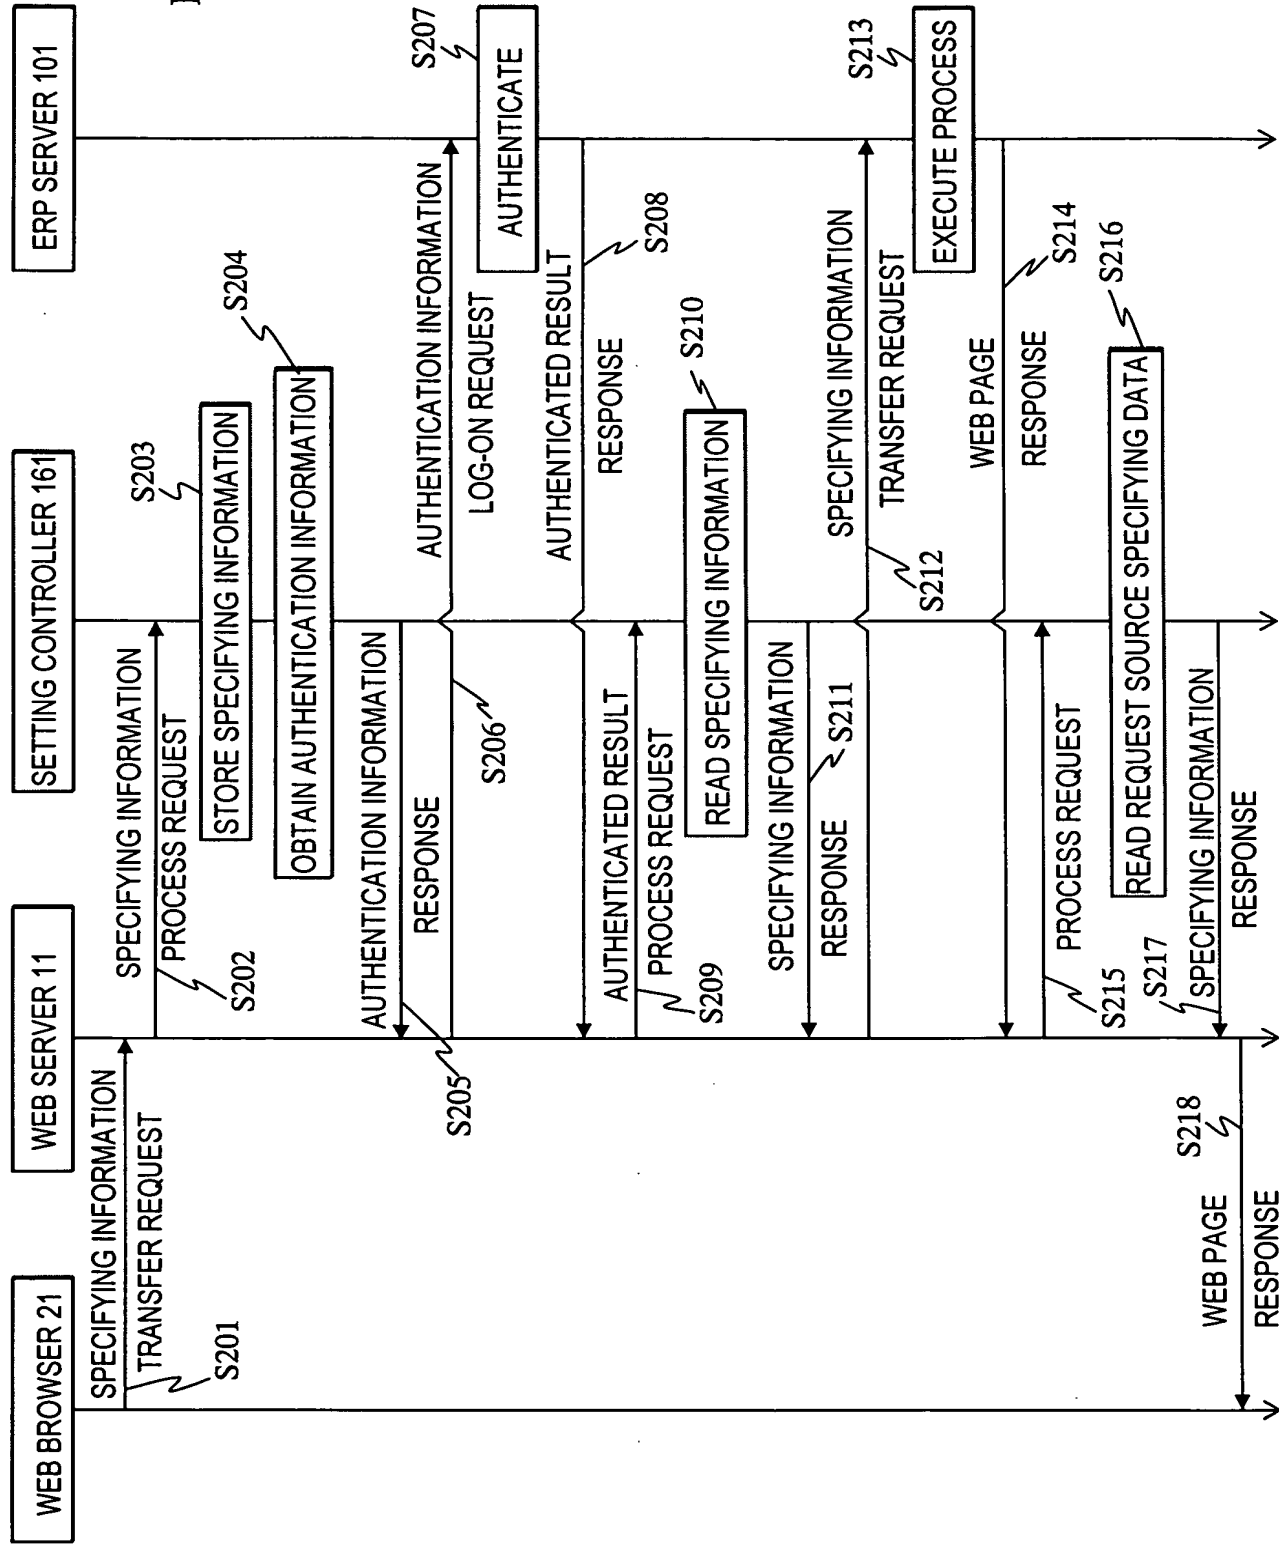 WEB BROWSER 21
WEB SERVER 11
SETTING CONTROLLER 161
ERP SERVER 101
SPECIFYING INFORMATION
TRANSFER REQUEST
S201
SPECIFYING INFORMATION
PROCESS REQUEST
S202
STORE SPECIFYING INFORMATION
S203
OBTAIN AUTHENTICATION INFORMATION
S204
AUTHENTICATION INFORMATION
RESPONSE
S205
AUTHENTICATION INFORMATION
LOG-ON REQUEST
S206
AUTHENTICATE
S207
AUTHENTICATED RESULT
RESPONSE
S208
AUTHENTICATED RESULT
PROCESS REQUEST
S209
READ SPECIFYING INFORMATION
S210
SPECIFYING INFORMATION
RESPONSE
S211
SPECIFYING INFORMATION
TRANSFER REQUEST
S212
EXECUTE PROCESS
S213
WEB PAGE
RESPONSE
S214
PROCESS REQUEST
S215
READ REQUEST SOURCE SPECIFYING DATA
S216
SPECIFYING INFORMATION
RESPONSE
S217
WEB PAGE
RESPONSE
S218